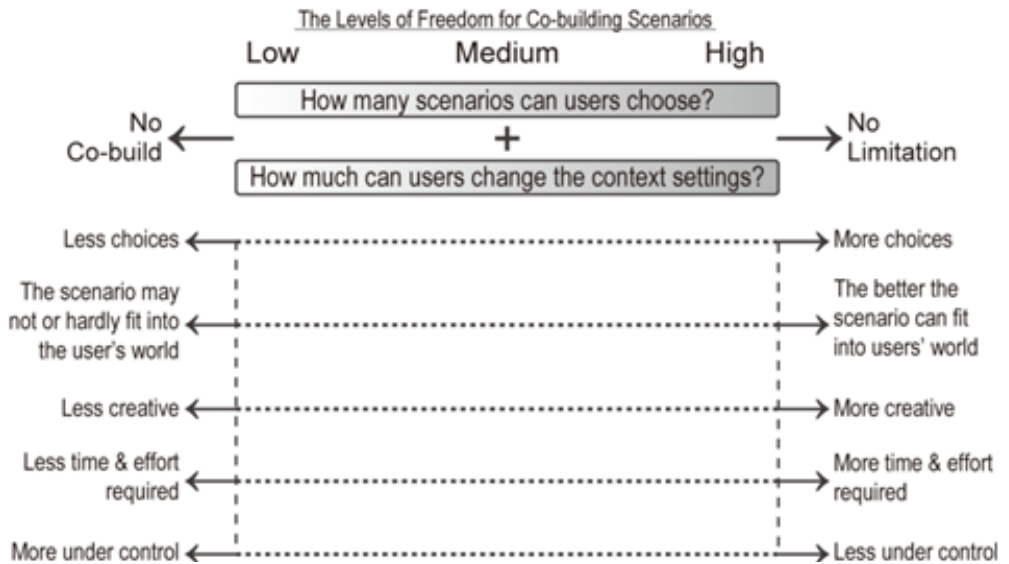 The Levels of Freedom for Co-building Scenarios
Low Medium High
How many scenarios can users choose?
No
Co-build
+
No
Limitation
How much can users change the context settings?
Less choices
More choices
The scenario may
not or hardly fit into
the user's world
The better the
scenario can fit
into users' world
Less creative
More creative
Less time & effort
required
More time & effort
required
More under control
Less under control